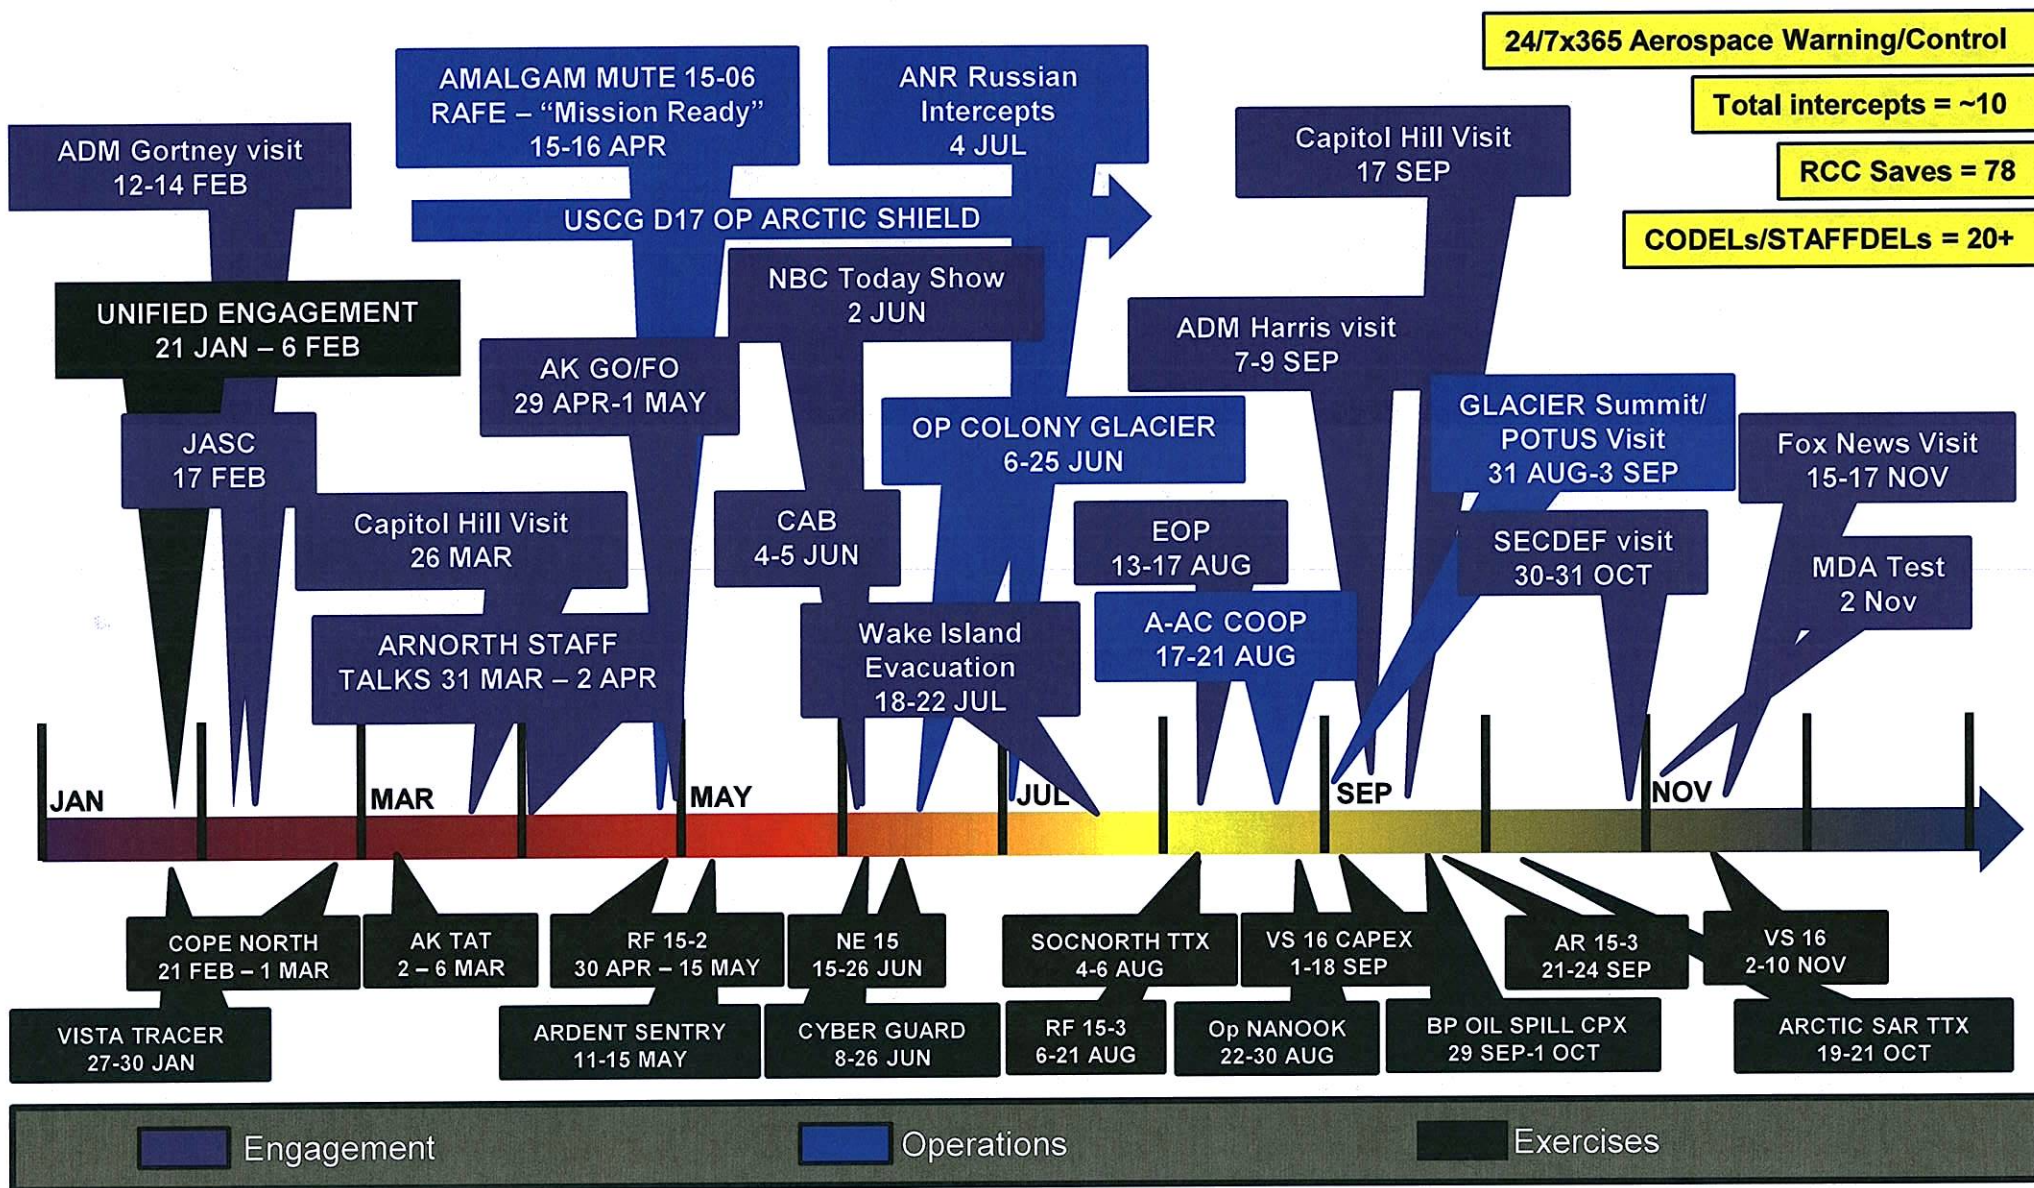 24/7x365 Aerospace Warning/Control
Total intercepts = ~10
RCC Saves = 78
CODELs/STAFFDELs = 20+
AMALGAM MUTE 15-06
RAFE – “Mission Ready”
15-16 APR
ANR Russian
Intercepts
4 JUL
ADM Gortney visit
12-14 FEB
Capitol Hill Visit
17 SEP
USCG D17 OP ARCTIC SHIELD
UNIFIED ENGAGEMENT
21 JAN – 6 FEB
NBC Today Show
2 JUN
ADM Harris visit
7-9 SEP
AK GO/FO
29 APR-1 MAY
JASC
17 FEB
OP COLONY GLACIER
6-25 JUN
GLACIER Summit/
POTUS Visit
31 AUG-3 SEP
Fox News Visit
15-17 NOV
Capitol Hill Visit
26 MAR
CAB
4-5 JUN
EOP
13-17 AUG
SECDEF visit
30-31 OCT
MDA Test
2 Nov
ARNORTH STAFF
TALKS 31 MAR – 2 APR
Wake Island
Evacuation
18-22 JUL
A-AC COOP
17-21 AUG
JAN
MAR
MAY
JUL
SEP
NOV
COPE NORTH
21 FEB – 1 MAR
AK TAT
2 – 6 MAR
RF 15-2
30 APR – 15 MAY
NE 15
15-26 JUN
SOCNORTH TTX
4-6 AUG
VS 16 CAPEX
1-18 SEP
AR 15-3
21-24 SEP
VS 16
2-10 NOV
VISTA TRACER
27-30 JAN
ARDENT SENTRY
11-15 MAY
CYBER GUARD
8-26 JUN
RF 15-3
6-21 AUG
Op NANOOK
22-30 AUG
BP OIL SPILL CPX
29 SEP-1 OCT
ARCTIC SAR TTX
19-21 OCT
Engagement
Operations
Exercises